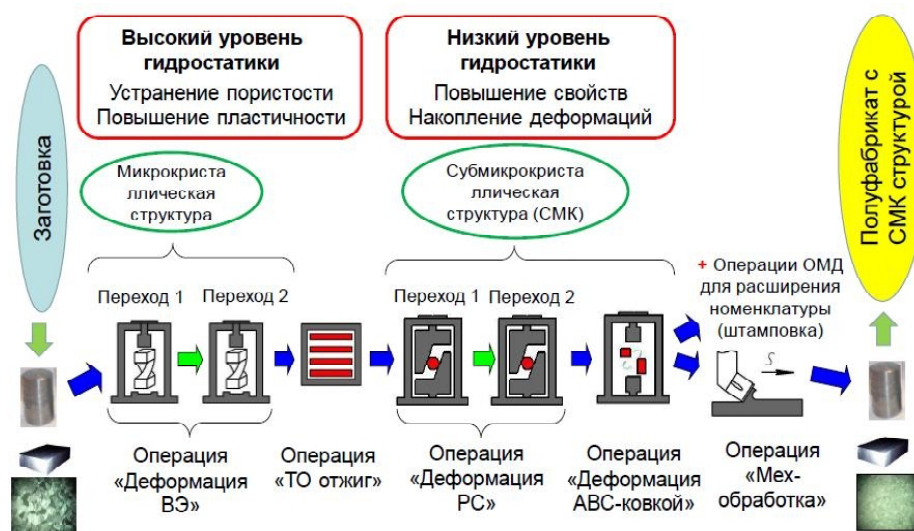 Заготовка
Высокий уровень
гидростатики
Устранение пористости
Повышение пластичности
Низкий уровень
гидростатики
Повышение свойств
Накопление деформаций
Полуфабрикат с
СМК структурой
Микрокриста
ллическая
структура
Субмикрокриста
ллическая
структура (СМК)
+ Операции ОМД
для расширения
номенклатуры
(штамповка)
Переход 1
Переход 2
Переход 1
Переход 2
S
Операция
«Деформация
ВЭ»
Операция
«ТО отжиг»
Операция
«Деформация
РС»
Операция
«Деформация
АВС-ковкой»
Операция
«Мех-
обработка»